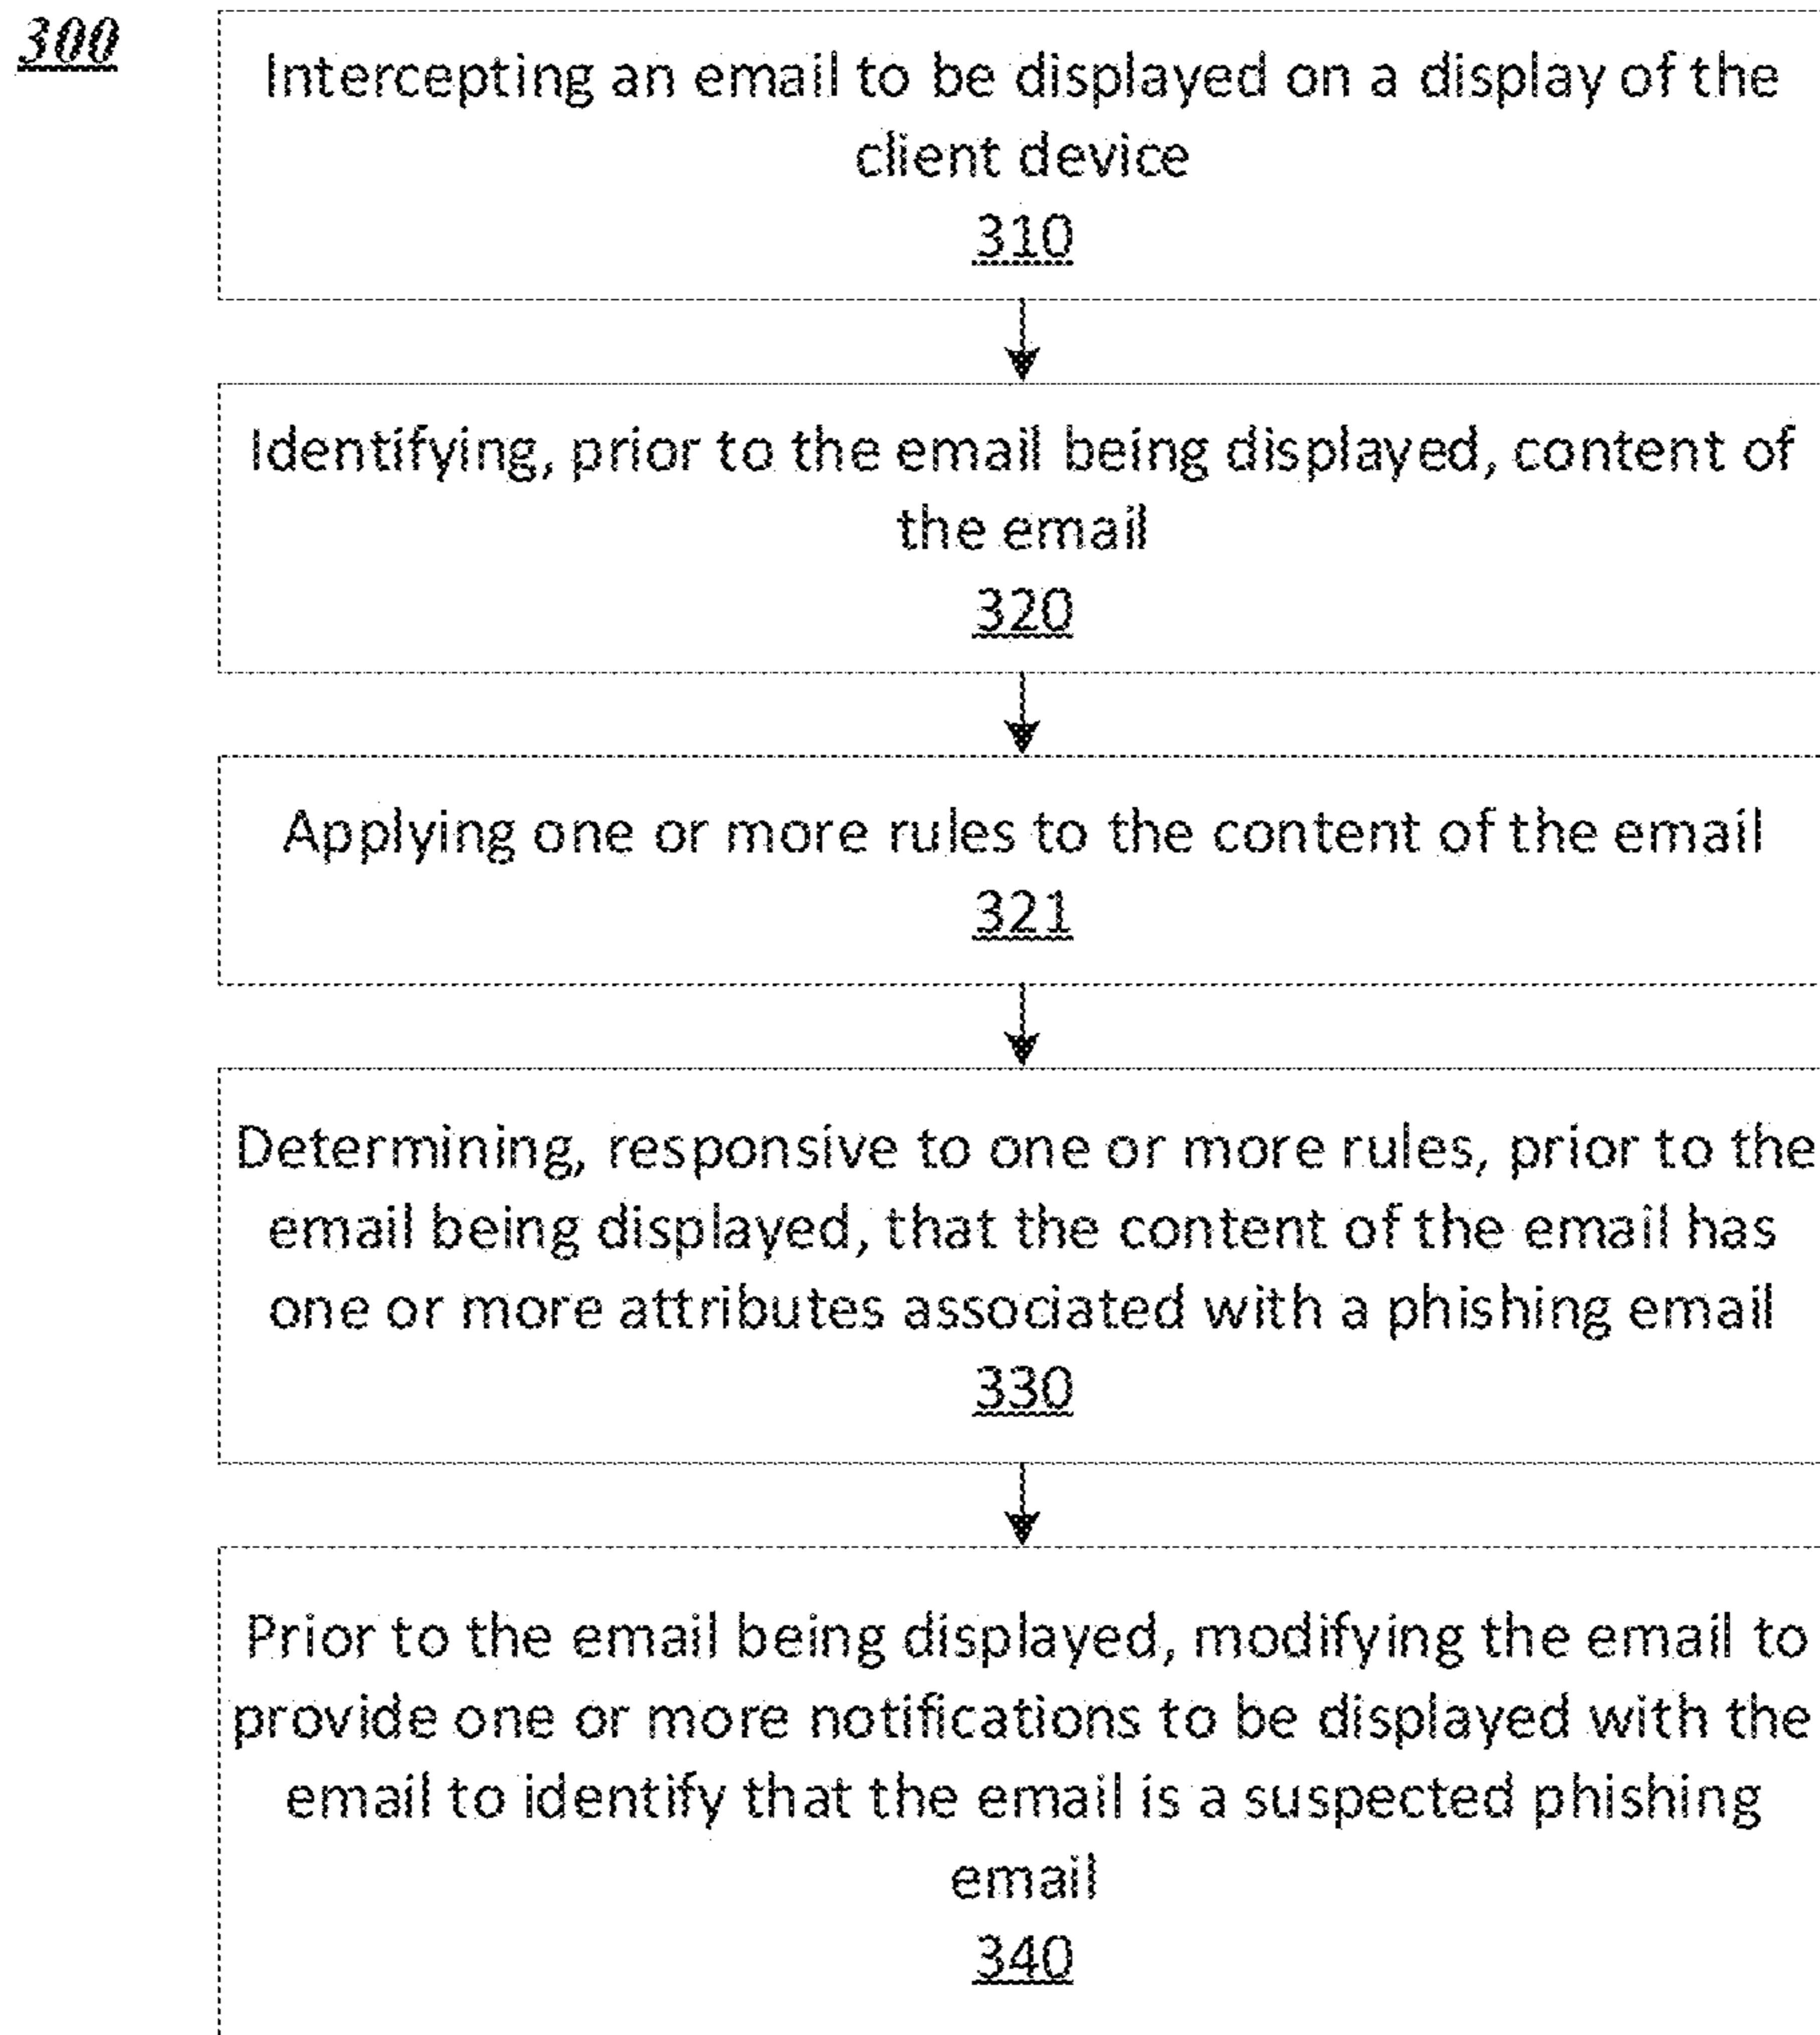 300
Intercepting an email to be displayed on a display of the
client device
310
Identifying, prior to the email being displayed, content of
the email
320
Applying one or more rules to the content of the email
321
Determining, responsive to one or more rules, prior to the
email being displayed, that the content of the email has
one or more attributes associated with a phishing email
330
Prior to the email being displayed, modifying the email to
provide one or more notifications to be displayed with the
email to identify that the email is a suspected phishing
email
340